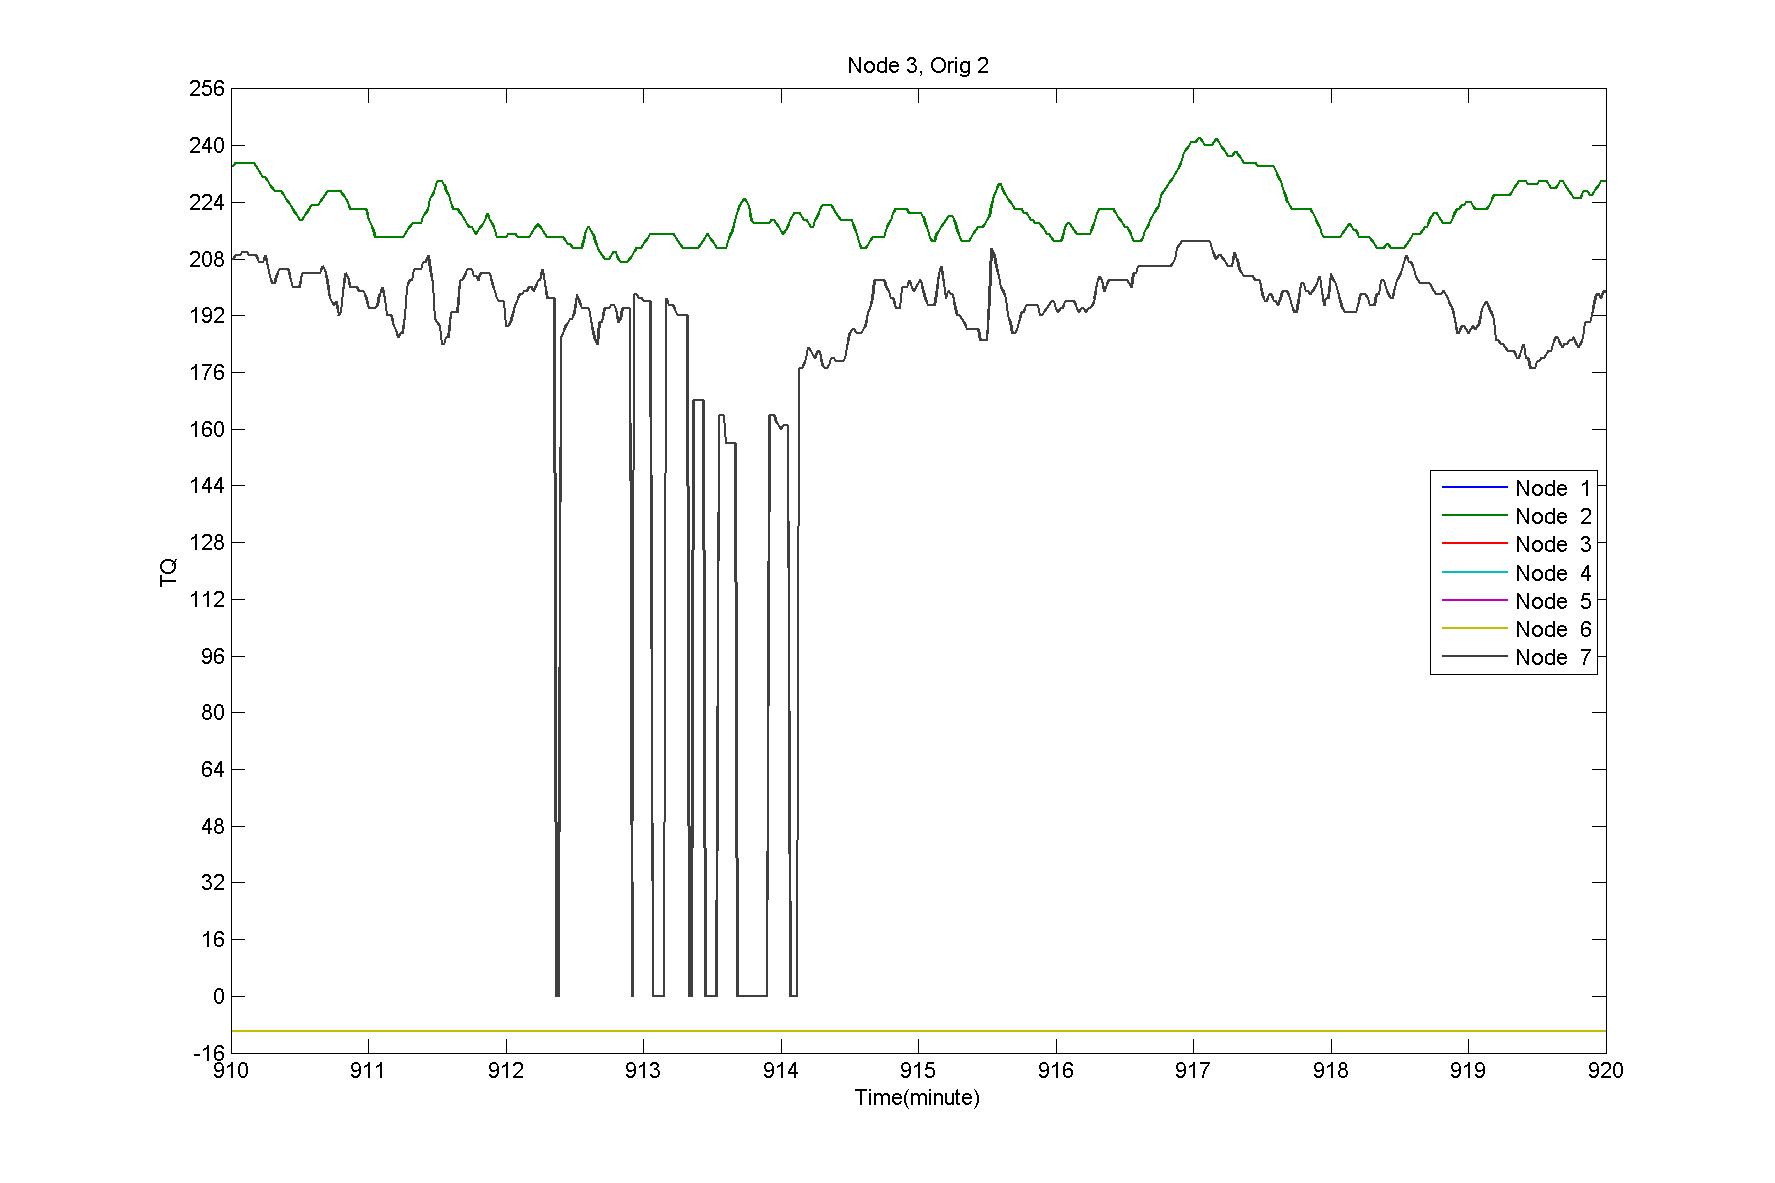 Node 3, Orig 2
256
240
224
208
192
176
160
144
128
112
96
80
64
48
32
16
0
-16
TQ
Node 1
Node 2
Node 3
Node 4
Node 5
Node 6
Node 7
910 911 912 913 914 915 916 917 918 919 920
Time(minute)